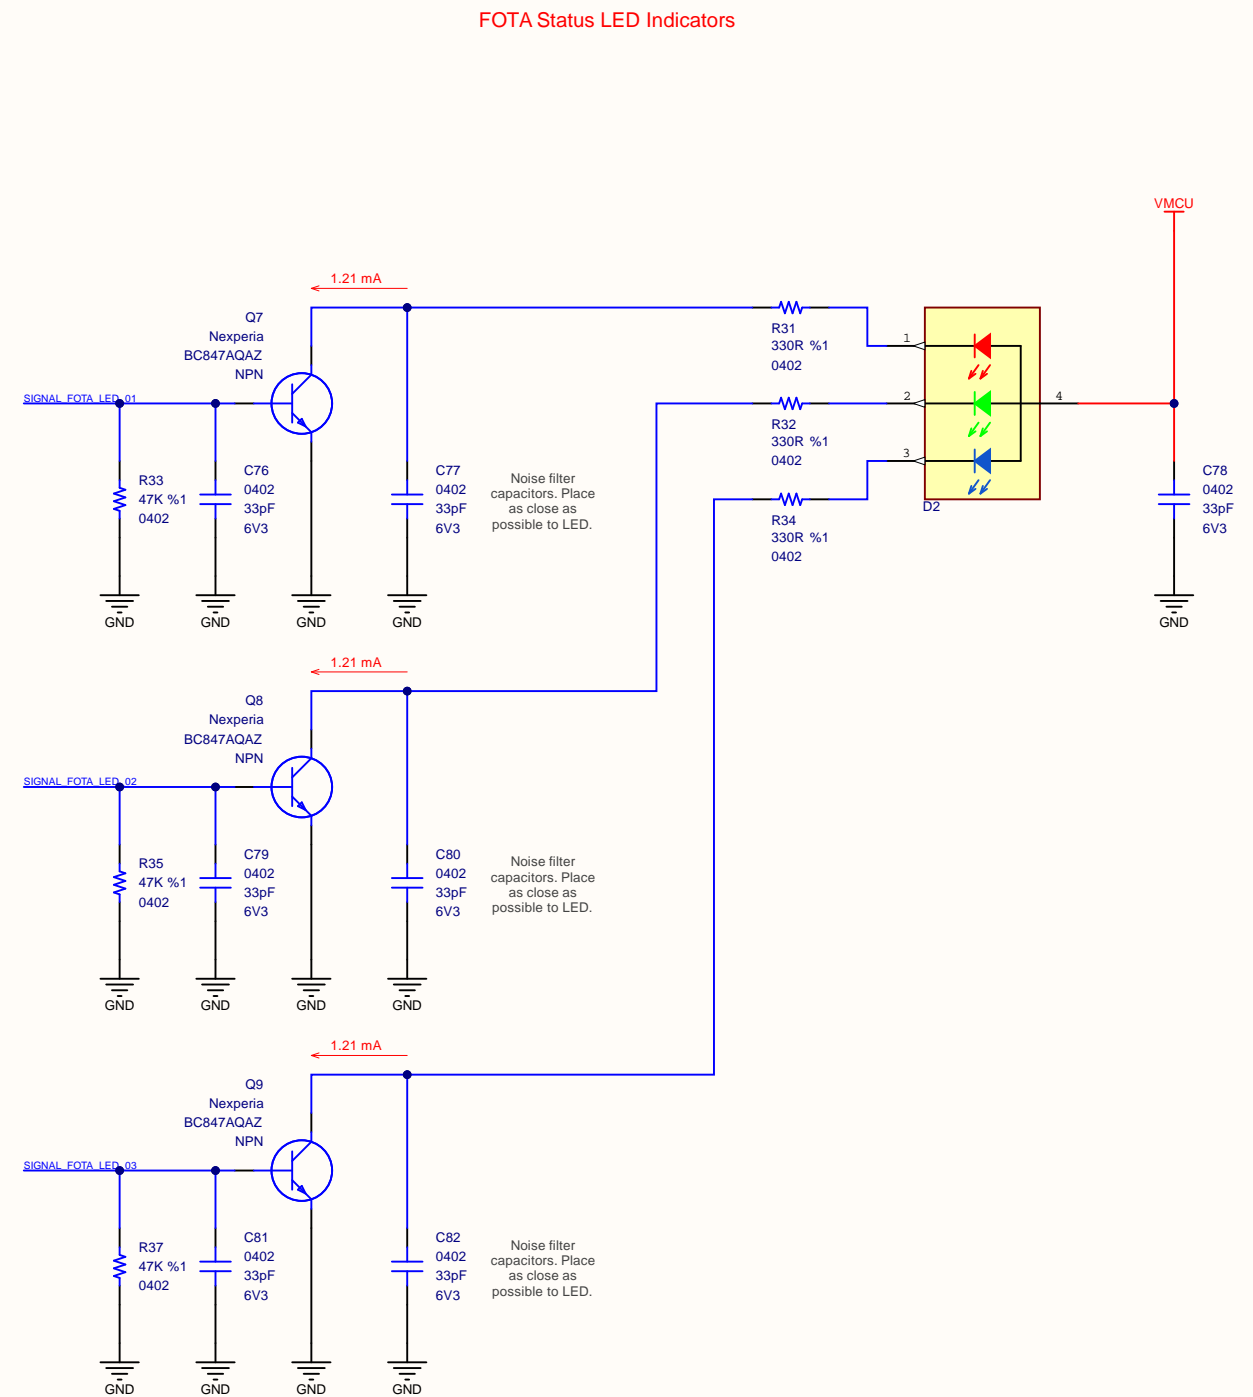 FOTA Status LED Indicators
VMCU
1.21 mA
Q7
Nexperia
BC847AQAZ
NPN
SIGNAL_FOTA_LED_01
R33
47K %1
0402
C76
0402
33pF
6V3
C77
0402
33pF
6V3
Noise filter
capacitors. Place
as close as
possible to LED.
GND
GND
GND
GND
R31
330R %1
0402
R32
330R %1
0402
R34
330R %1
0402
1
2
3
4
D2
C78
0402
33pF
6V3
GND
1.21 mA
Q8
Nexperia
BC847AQAZ
NPN
SIGNAL_FOTA_LED_02
R35
47K %1
0402
C79
0402
33pF
6V3
C80
0402
33pF
6V3
Noise filter
capacitors. Place
as close as
possible to LED.
GND
GND
GND
GND
1.21 mA
Q9
Nexperia
BC847AQAZ
NPN
SIGNAL_FOTA_LED_03
R37
47K %1
0402
C81
0402
33pF
6V3
C82
0402
33pF
6V3
Noise filter
capacitors. Place
as close as
possible to LED.
GND
GND
GND
GND